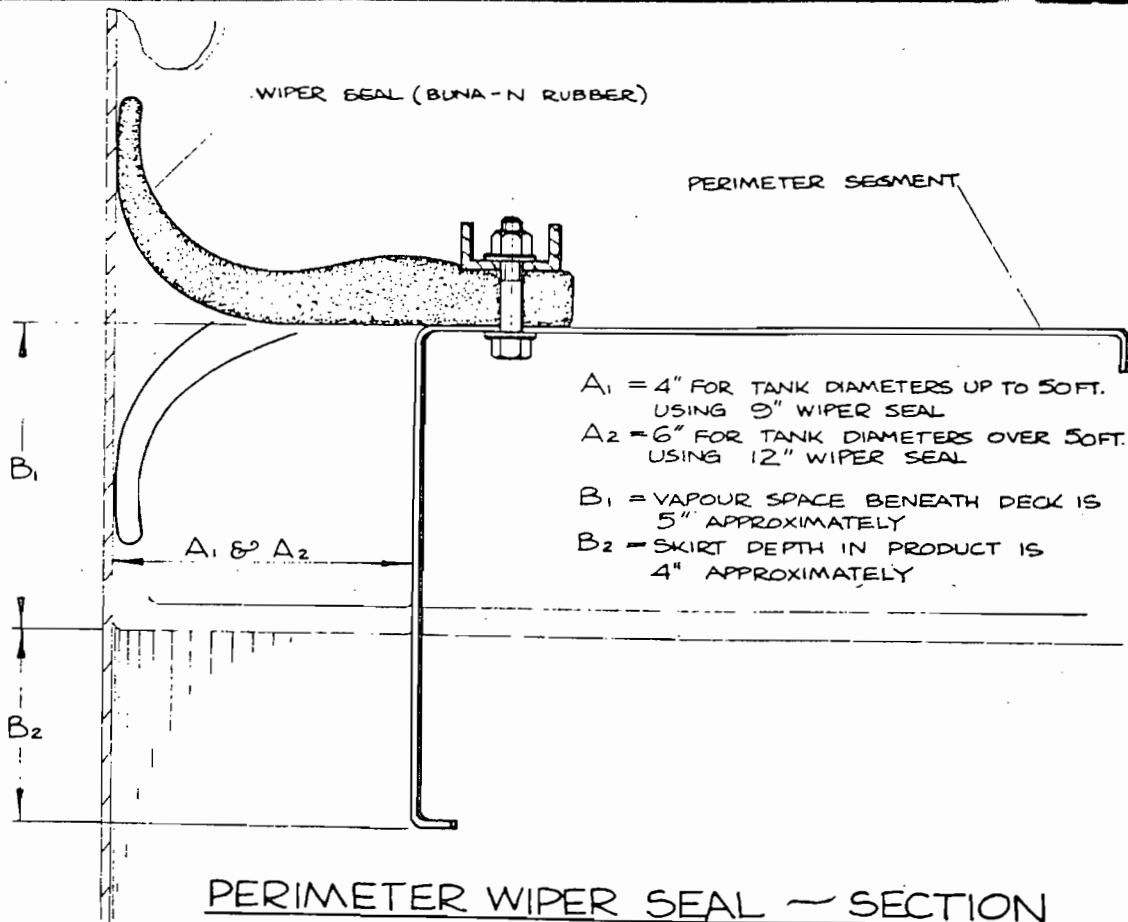 WIPER SEAL (BUNA-N RUBBER)
PERIMETER SEGMENT
A₁ = 4" FOR TANK DIAMETERS UP TO 50FT.
USING 9" WIPER SEAL
A₂ = 6" FOR TANK DIAMETERS OVER 50FT.
USING 12" WIPER SEAL
B₁ = VAPOUR SPACE BENEATH DECK IS
5" APPROXIMATELY
B₂ = SKIRT DEPTH IN PRODUCT IS
4" APPROXIMATELY
B₁
A₁ & A₂
B₂
PERIMETER WIPER SEAL ~ SECTION